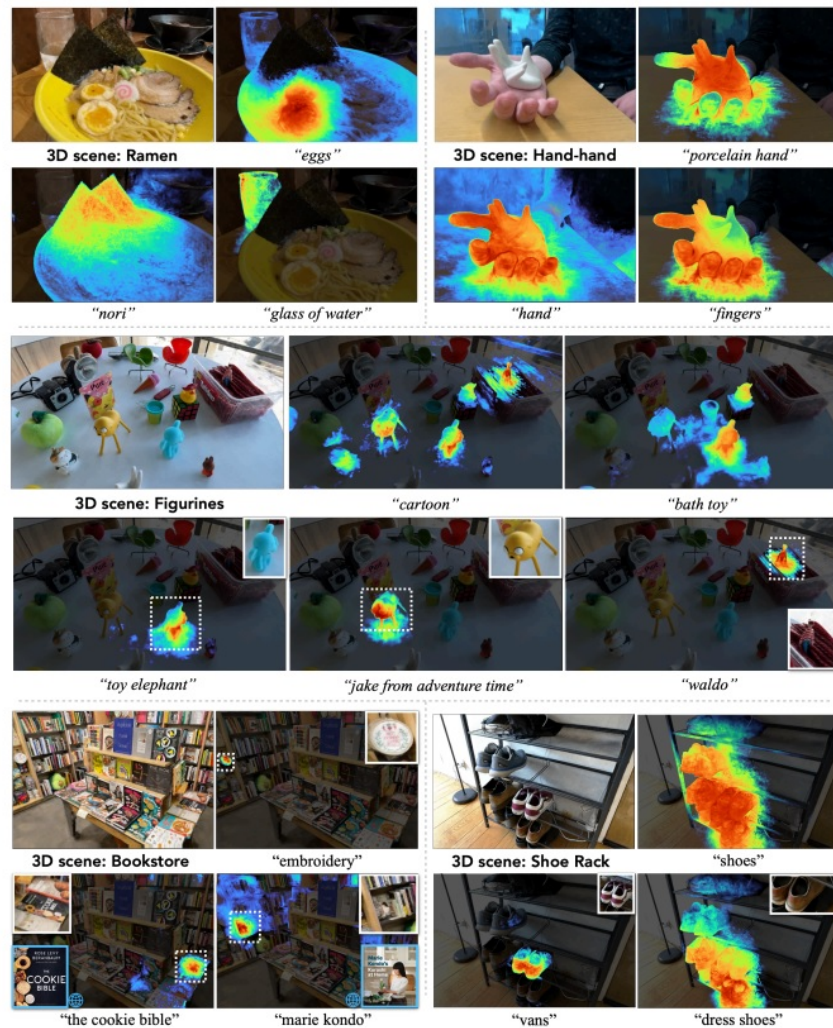 3D scene: Ramen
“eggs”
3D scene: Hand-hand
“porcelain hand”
“nori”
“glass of water”
“hand”
“fingers”
3D scene: Figurines
“cartoon”
“bath toy”
“toy elephant”
“jake from adventure time”
“waldo”
3D scene: Bookstore
“embroidery”
3D scene: Shoe Rack
“shoes”
THE
COOKIE
BIBLE
“the cookie bible”
“marie kondo”
“vans”
“dress shoes”